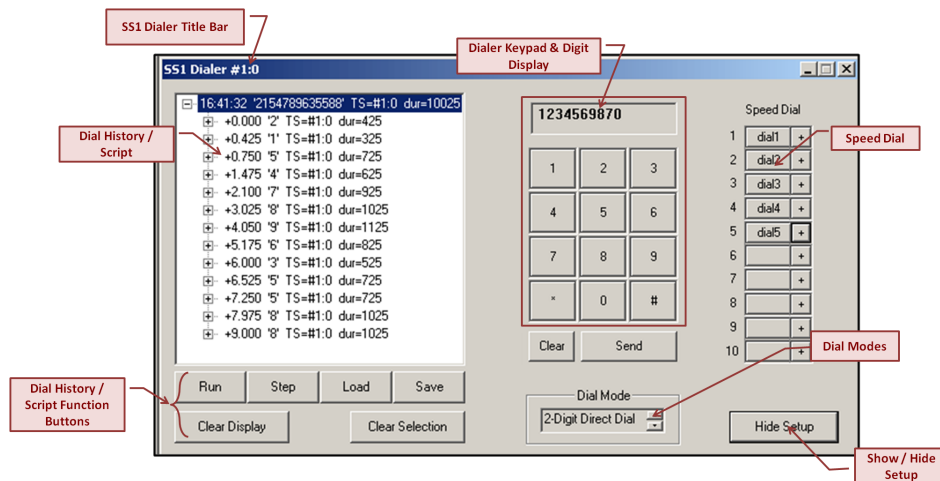 SS1 Dialer Title Bar
Dialer Keypad & Digit
Display
SS1 Dialer #1:0
16:41:32 '2154789635588' TS=#1:0 dur=10025
+0.000 '2' TS=#1:0 dur=425
+0.425 '1' TS=#1:0 dur=325
+0.750 '5' TS=#1:0 dur=725
+1.475 '4' TS=#1:0 dur=625
+2.100 '7' TS=#1:0 dur=925
+3.025 '8' TS=#1:0 dur=1025
+4.050 '9' TS=#1:0 dur=1125
+5.175 '6' TS=#1:0 dur=825
+6.000 '3' TS=#1:0 dur=525
+6.525 '5' TS=#1:0 dur=725
+7.250 '5' TS=#1:0 dur=725
+7.975 '8' TS=#1:0 dur=1025
+9.000 '8' TS=#1:0 dur=1025
Dial History /
Script
1234569870
1 2 3
4 5 6
7 8 9
* 0 #
Clear Send
Speed Dial
1 dial1 +
2 dial2 +
3 dial3 +
4 dial4 +
5 dial5 +
6 +
7 +
8 +
9 +
10 +
Speed Dial
Dial Modes
Dial History /
Script Function
Buttons
Run Step Load Save
Clear Display Clear Selection
Dial Mode
2-Digit Direct Dial
Hide Setup
Show / Hide
Setup